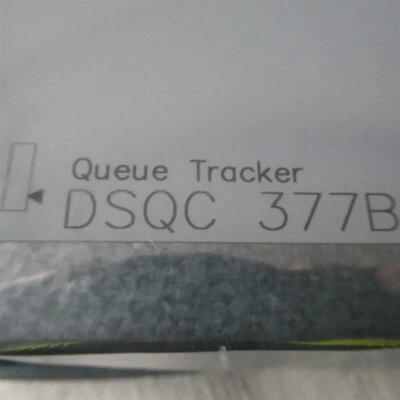 Queue Tracker
DSQC 377B